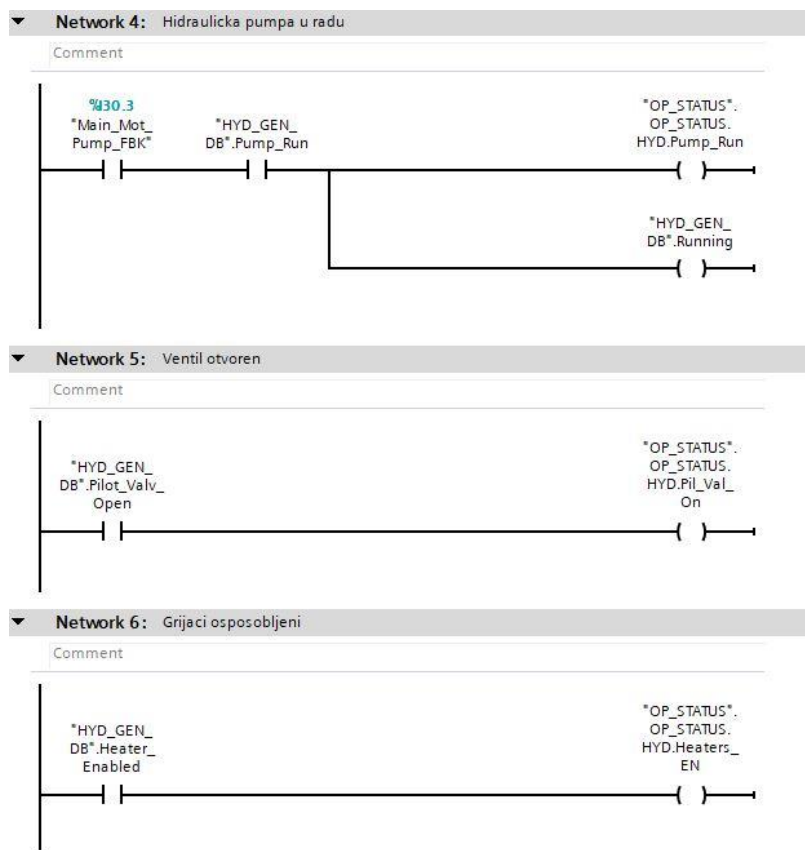 Network 4: Hidraulicka pumpa u radu
Comment
%I30.3
"Main_Mot_
Pump_FBK"
"HYD_GEN_
DB".Pump_Run
"OP_STATUS".
OP_STATUS.
HYD.Pump_Run
"HYD_GEN_
DB".Running
Network 5: Ventil otvoren
Comment
"HYD_GEN_
DB".Pilot_Valv_
Open
"OP_STATUS".
OP_STATUS.
HYD.Pil_Val_
On
Network 6: Grijaci osposobljeni
Comment
"HYD_GEN_
DB".Heater_
Enabled
"OP_STATUS".
OP_STATUS.
HYD.Heaters_
EN